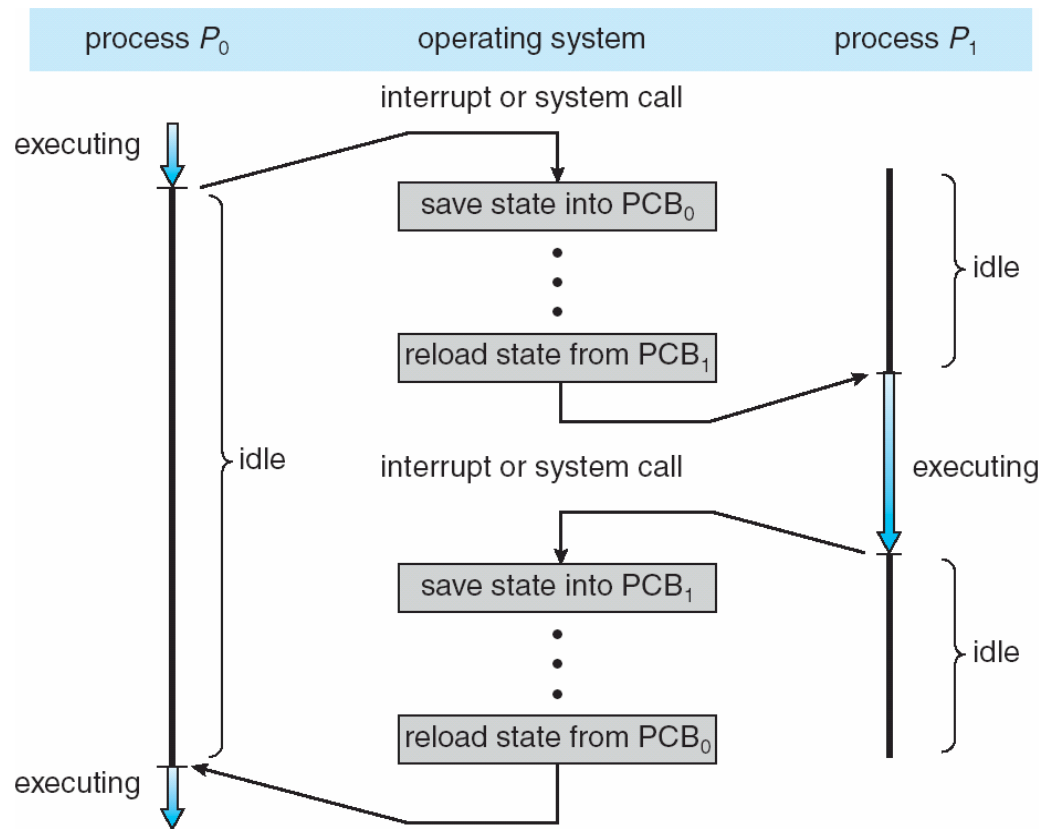 process P₀ operating system process P₁
interrupt or system call
executing
save state into PCB₀
idle
reload state from PCB₁
idle
interrupt or system call
executing
save state into PCB₁
idle
reload state from PCB₀
executing